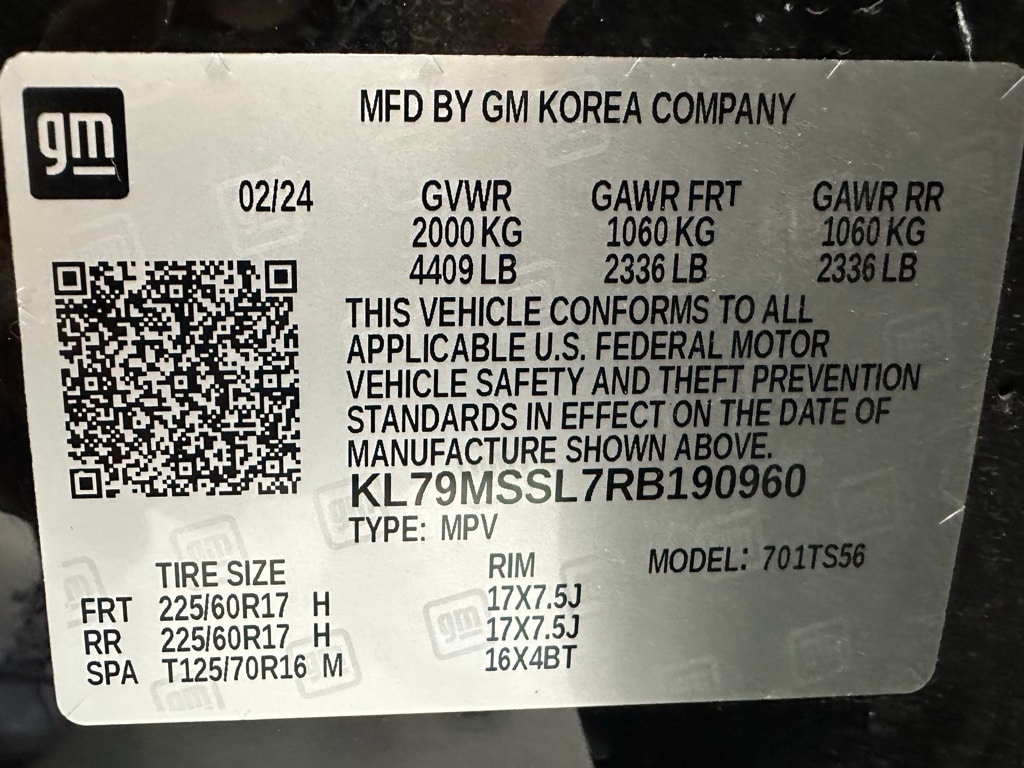 gm
MFD BY GM KOREA COMPANY
02/24 GVWR GAWR FRT GAWR RR
2000 KG 1060 KG 1060 KG
4409 LB 2336 LB 2336 LB
THIS VEHICLE CONFORMS TO ALL
APPLICABLE U.S. FEDERAL MOTOR
VEHICLE SAFETY AND THEFT PREVENTION
STANDARDS IN EFFECT ON THE DATE OF
MANUFACTURE SHOWN ABOVE.
KL79MSSL7RB190960
TYPE: MPV
MODEL: 701TS56
TIRE SIZE RIM
FRT 225/60R17 H 17X7.5J
RR 225/60R17 H 17X7.5J
SPA T125/70R16 M 16X4BT